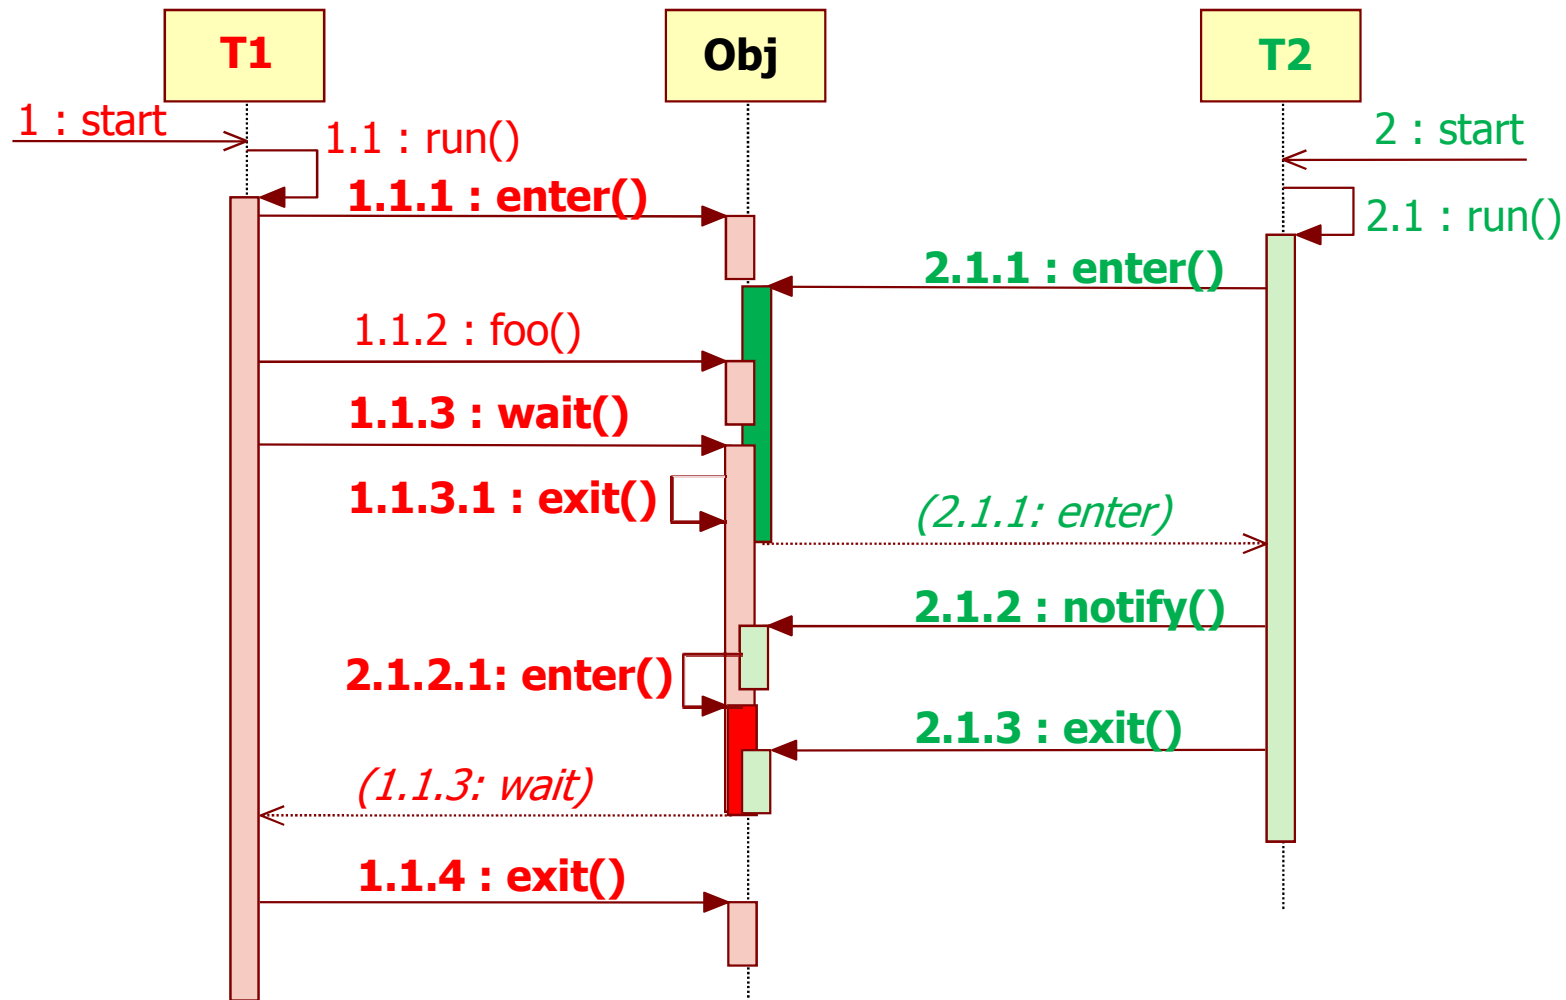 T1
Obj
T2
1 : start
1.1 : run()
2 : start
1.1.1 : enter()
2.1 : run()
2.1.1 : enter()
1.1.2 : foo()
1.1.3 : wait()
1.1.3.1 : exit()
(2.1.1: enter)
2.1.2 : notify()
2.1.2.1: enter()
2.1.3 : exit()
(1.1.3: wait)
1.1.4 : exit()